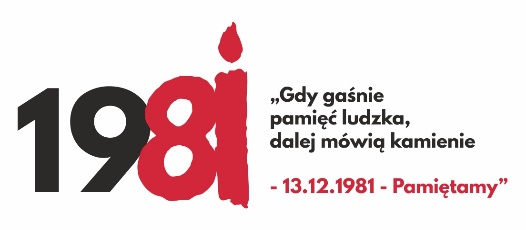 1981
„Gdy gaśnie
pamięć ludzka,
dalej mówią kamienie
- 13.12.1981 - Pamiętamy”